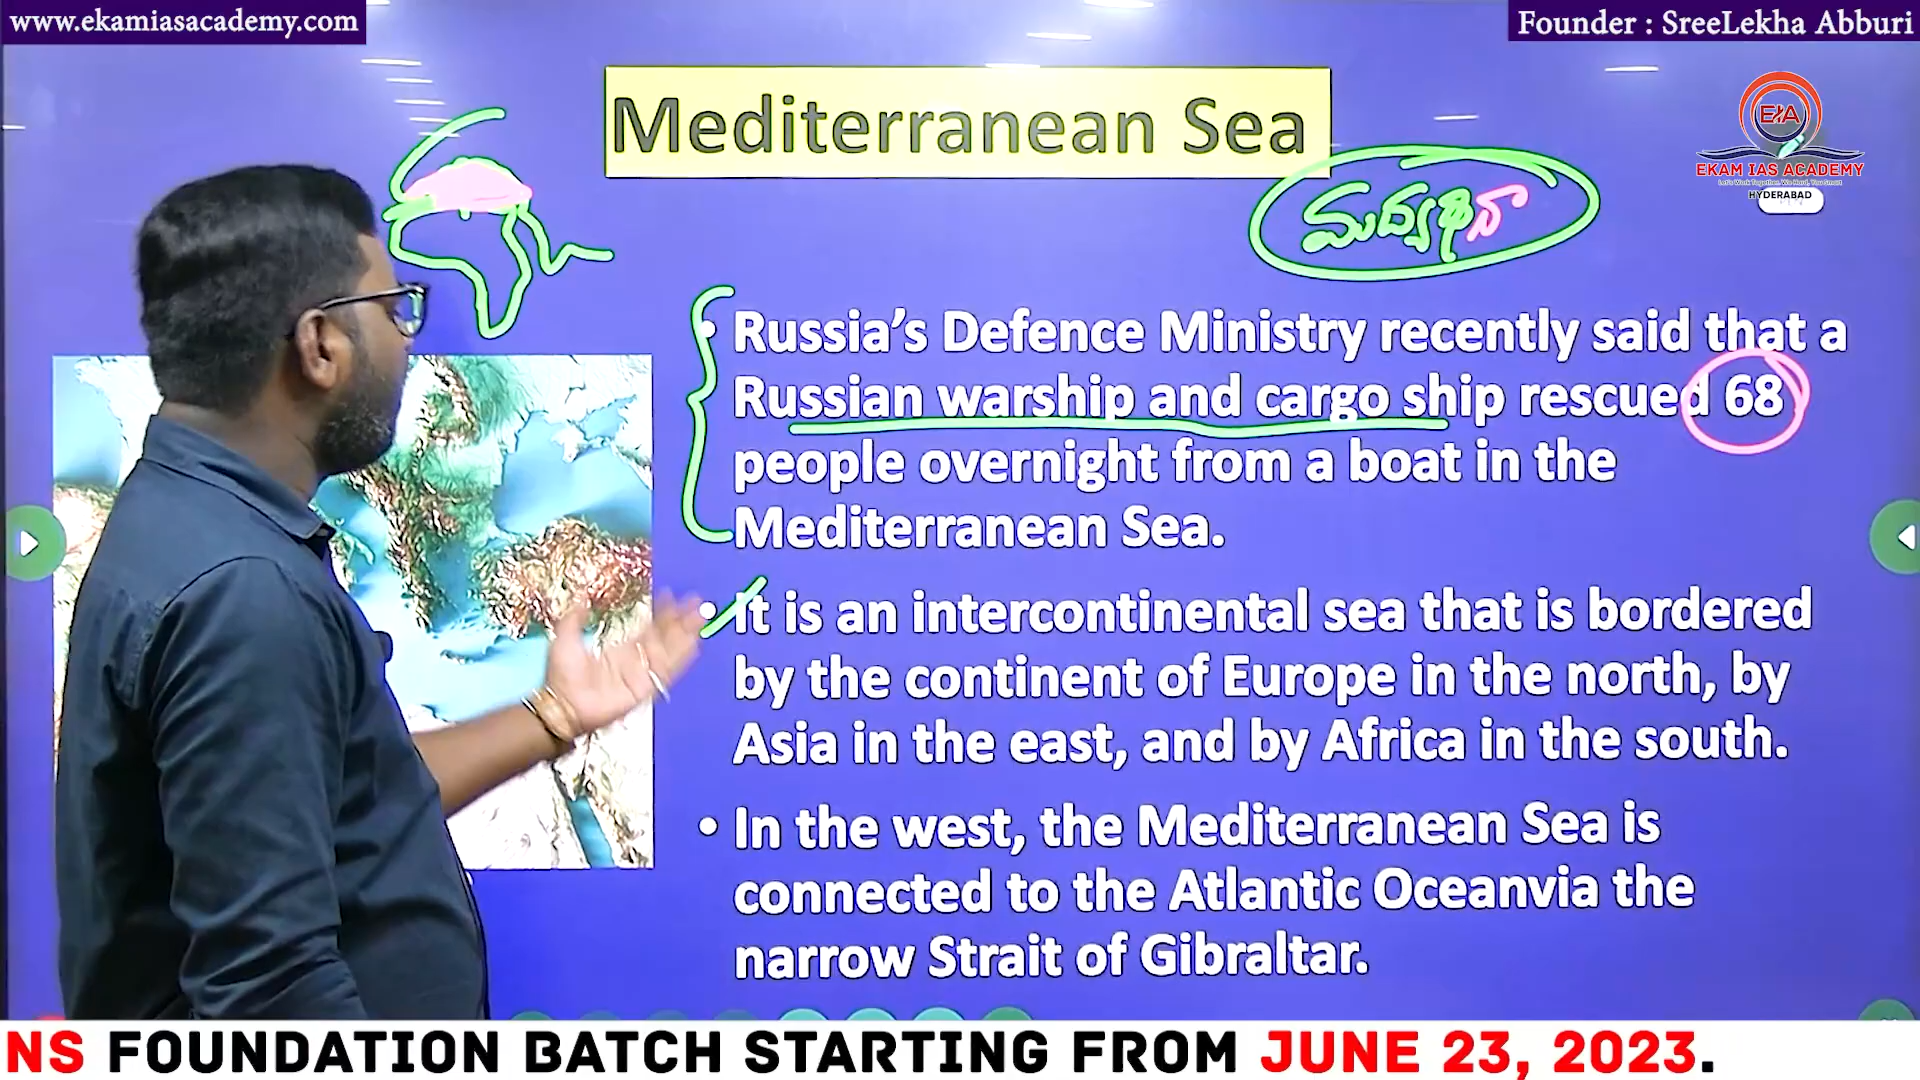 www.ekamiasacademy.com
Founder : SreeLekha Abburi
Mediterranean Sea
EIA
EKAM IAS ACADEMY
HYDERABAD
• Russia’s Defence Ministry recently said that a
Russian warship and cargo ship rescued 68
people overnight from a boat in the
Mediterranean Sea.
• It is an intercontinental sea that is bordered
by the continent of Europe in the north, by
Asia in the east, and by Africa in the south.
• In the west, the Mediterranean Sea is
connected to the Atlantic Oceanvia the
narrow Strait of Gibraltar.
NS FOUNDATION BATCH STARTING FROM JUNE 23, 2023.